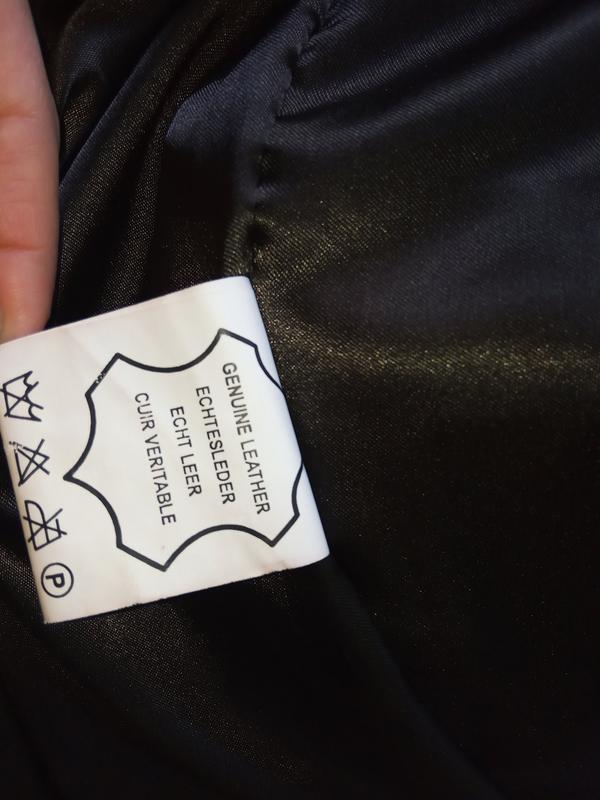 GENUINE LEATHER
ECHTESLEDER
ECHT LEER
CUIR VERITABLE
P